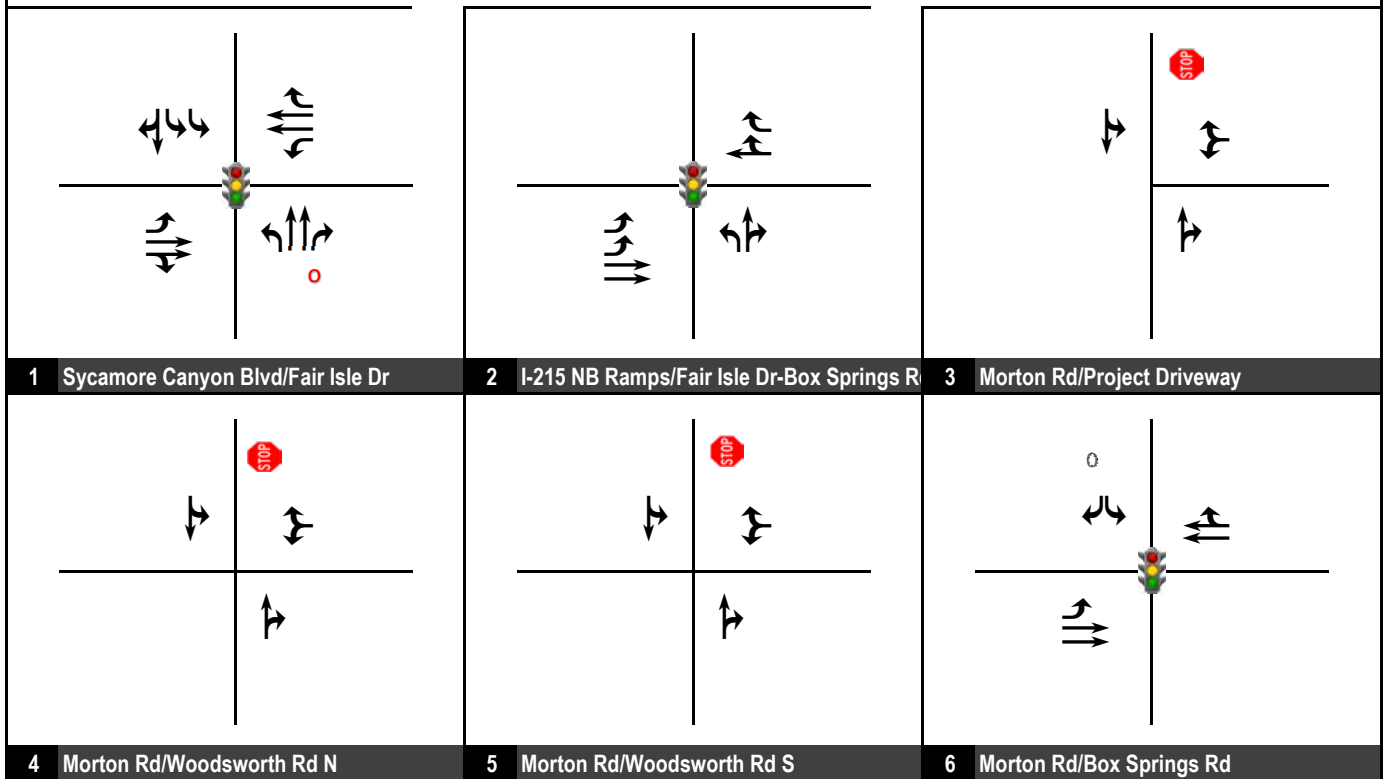 STOP
O
1 Sycamore Canyon Blvd/Fair Isle Dr
2 I-215 NB Ramps/Fair Isle Dr-Box Springs R
3 Morton Rd/Project Driveway
STOP
STOP
O
4 Morton Rd/Woodsworth Rd N
5 Morton Rd/Woodsworth Rd S
6 Morton Rd/Box Springs Rd